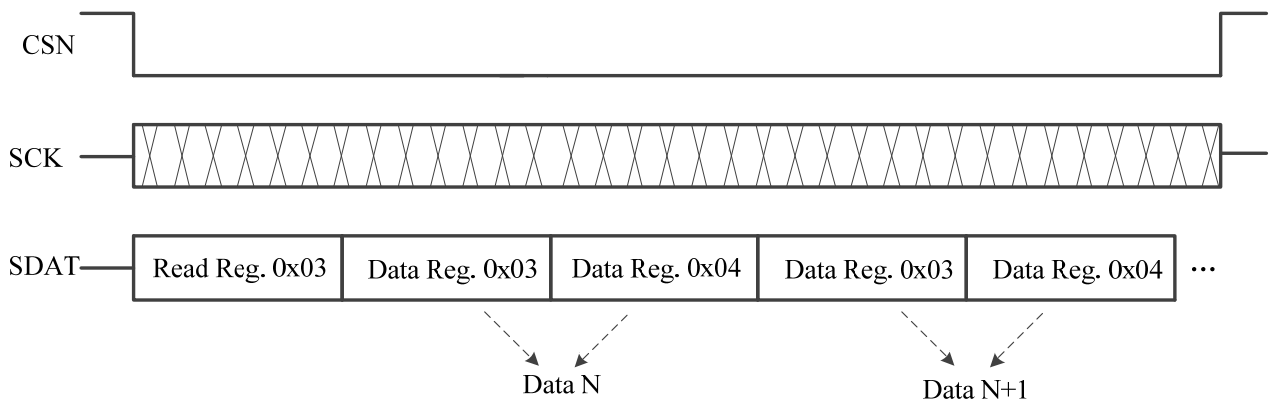 CSN
SCK
SDAT
Read Reg. 0x03 Data Reg. 0x03 Data Reg. 0x04 Data Reg. 0x03 Data Reg. 0x04 ...
Data N Data N+1